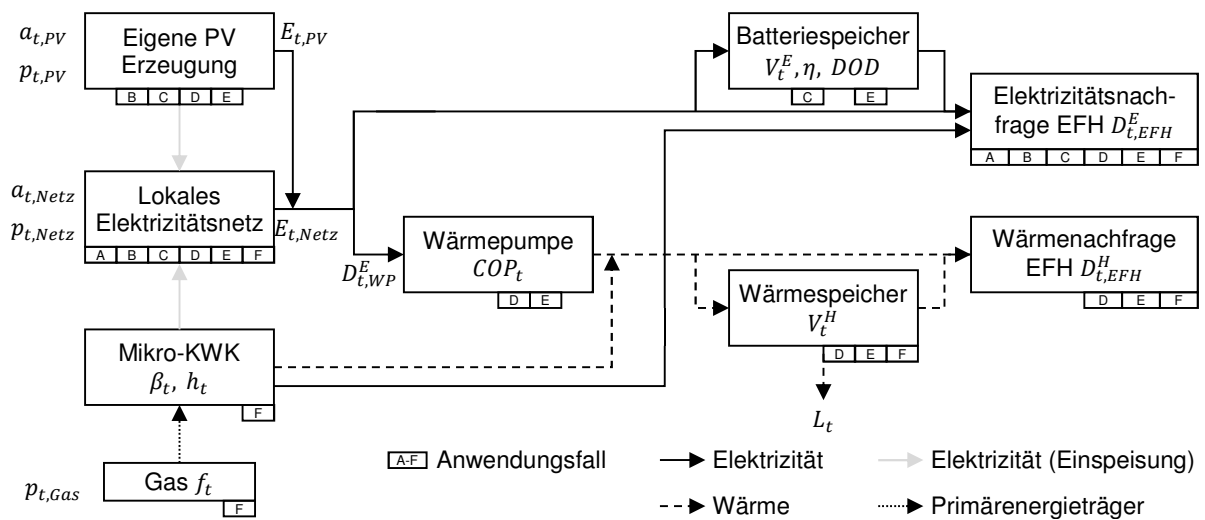 a_{t,PV}
p_{t,PV}
Eigene PV
Erzeugung
B C D E
E_{t,PV}
Batteriespeicher
V_t^E, η, DOD
C E
Elektrizitätsnach-
frage EFH D_{t,EFH}^E
A B C D E F
a_{t,Netz}
p_{t,Netz}
Lokales
Elektrizitätsnetz
A B C D E F
E_{t,Netz}
D_{t,WP}^E
Wärmepumpe
COP_t
D E
Wärmenachfrage
EFH D_{t,EFH}^H
D E F
Wärmespeicher
V_t^H
D E F
L_t
Mikro-KWK
β_t, h_t
F
p_{t,Gas}
Gas f_t
F
A-F Anwendungsfall
Elektrizität
Elektrizität (Einspeisung)
Wärme
Primärenergieträger